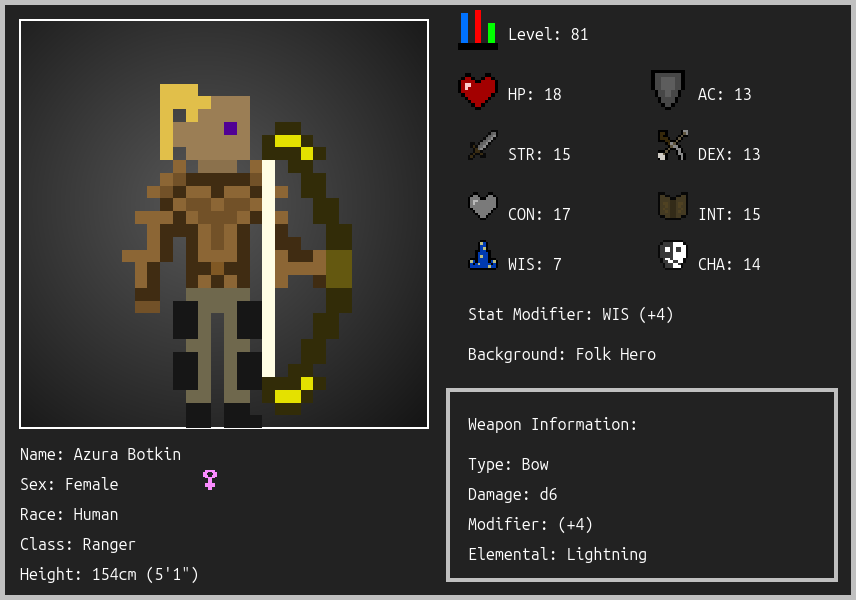 Level: 81
HP: 18
AC: 13
STR: 15
DEX: 13
CON: 17
INT: 15
WIS: 7
CHA: 14
Stat Modifier: WIS (+4)
Background: Folk Hero
Weapon Information:
Type: Bow
Damage: d6
Modifier: (+4)
Elemental: Lightning
Name: Azura Botkin
Sex: Female
Race: Human
Class: Ranger
Height: 154cm (5'1")